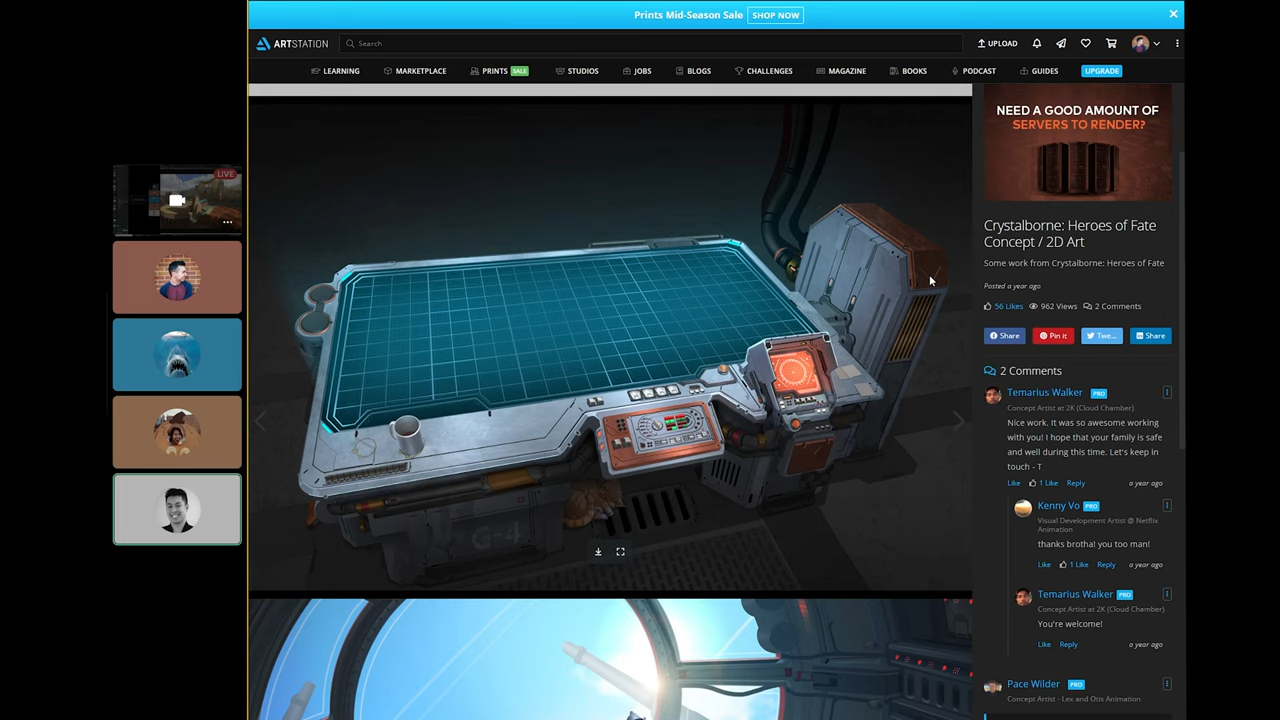 Prints Mid-Season Sale SHOP NOW
ARTSTATION Search UPLOAD
LEARNING MARKETPLACE PRINTS SALE STUDIOS JOBS BLOGS CHALLENGES MAGAZINE BOOKS PODCAST GUIDES UPGRADE
LIVE
G-4
NEED A GOOD AMOUNT OF
SERVERS TO RENDER?
Crystalborne: Heroes of Fate
Concept / 2D Art
Some work from Crystalborne: Heroes of Fate
Posted a year ago
56 Likes 962 Views 2 Comments
Share Pin it Twe... Share
2 Comments
Temarius Walker PRO
Concept Artist at 2K (Cloud Chamber)
Nice work. It was so awesome working
with you! I hope that your family is safe
and well during this time. Let's keep in
touch - T
Like 1 Like Reply a year ago
Kenny Vo PRO
Visual Development Artist @ Netflix
Animation
thanks brotha! you too man!
Like 1 Like Reply a year ago
Temarius Walker PRO
Concept Artist at 2K (Cloud Chamber)
You're welcome!
Like Reply a year ago
Pace Wilder PRO
Concept Artist - Lex and Otis Animation